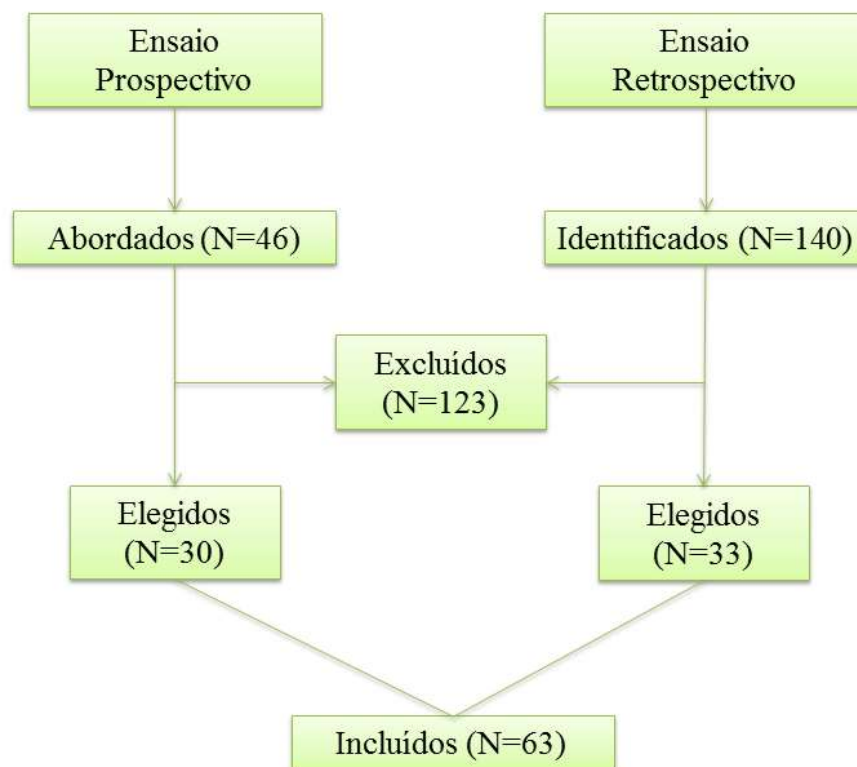 Ensaio
Prospectivo
Ensaio
Retrospectivo
Abordados (N=46)
Identificados (N=140)
Excluídos
(N=123)
Elegidos
(N=30)
Elegidos
(N=33)
Incluídos (N=63)